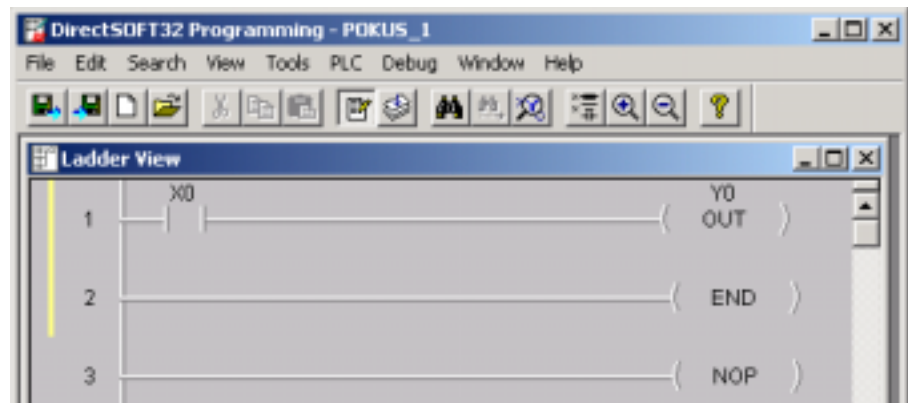 DirectSOFT32 Programming - POKUS_1
File Edit Search View Tools PLC Debug Window Help
Ladder View
X0 Y0
1 OUT
2 END
3 NOP